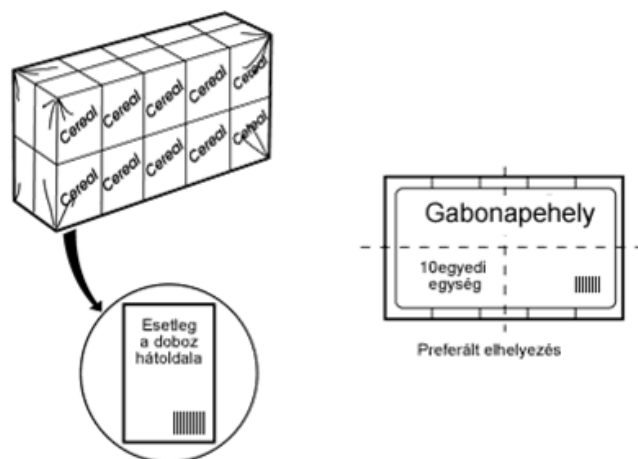 Cereal Cereal Cereal Cereal Cereal
Cereal Cereal Cereal Cereal Cereal
Esetleg
a doboz
hátoldala
Gabonapehely
10egyedi
egység
Preferált elhelyezés